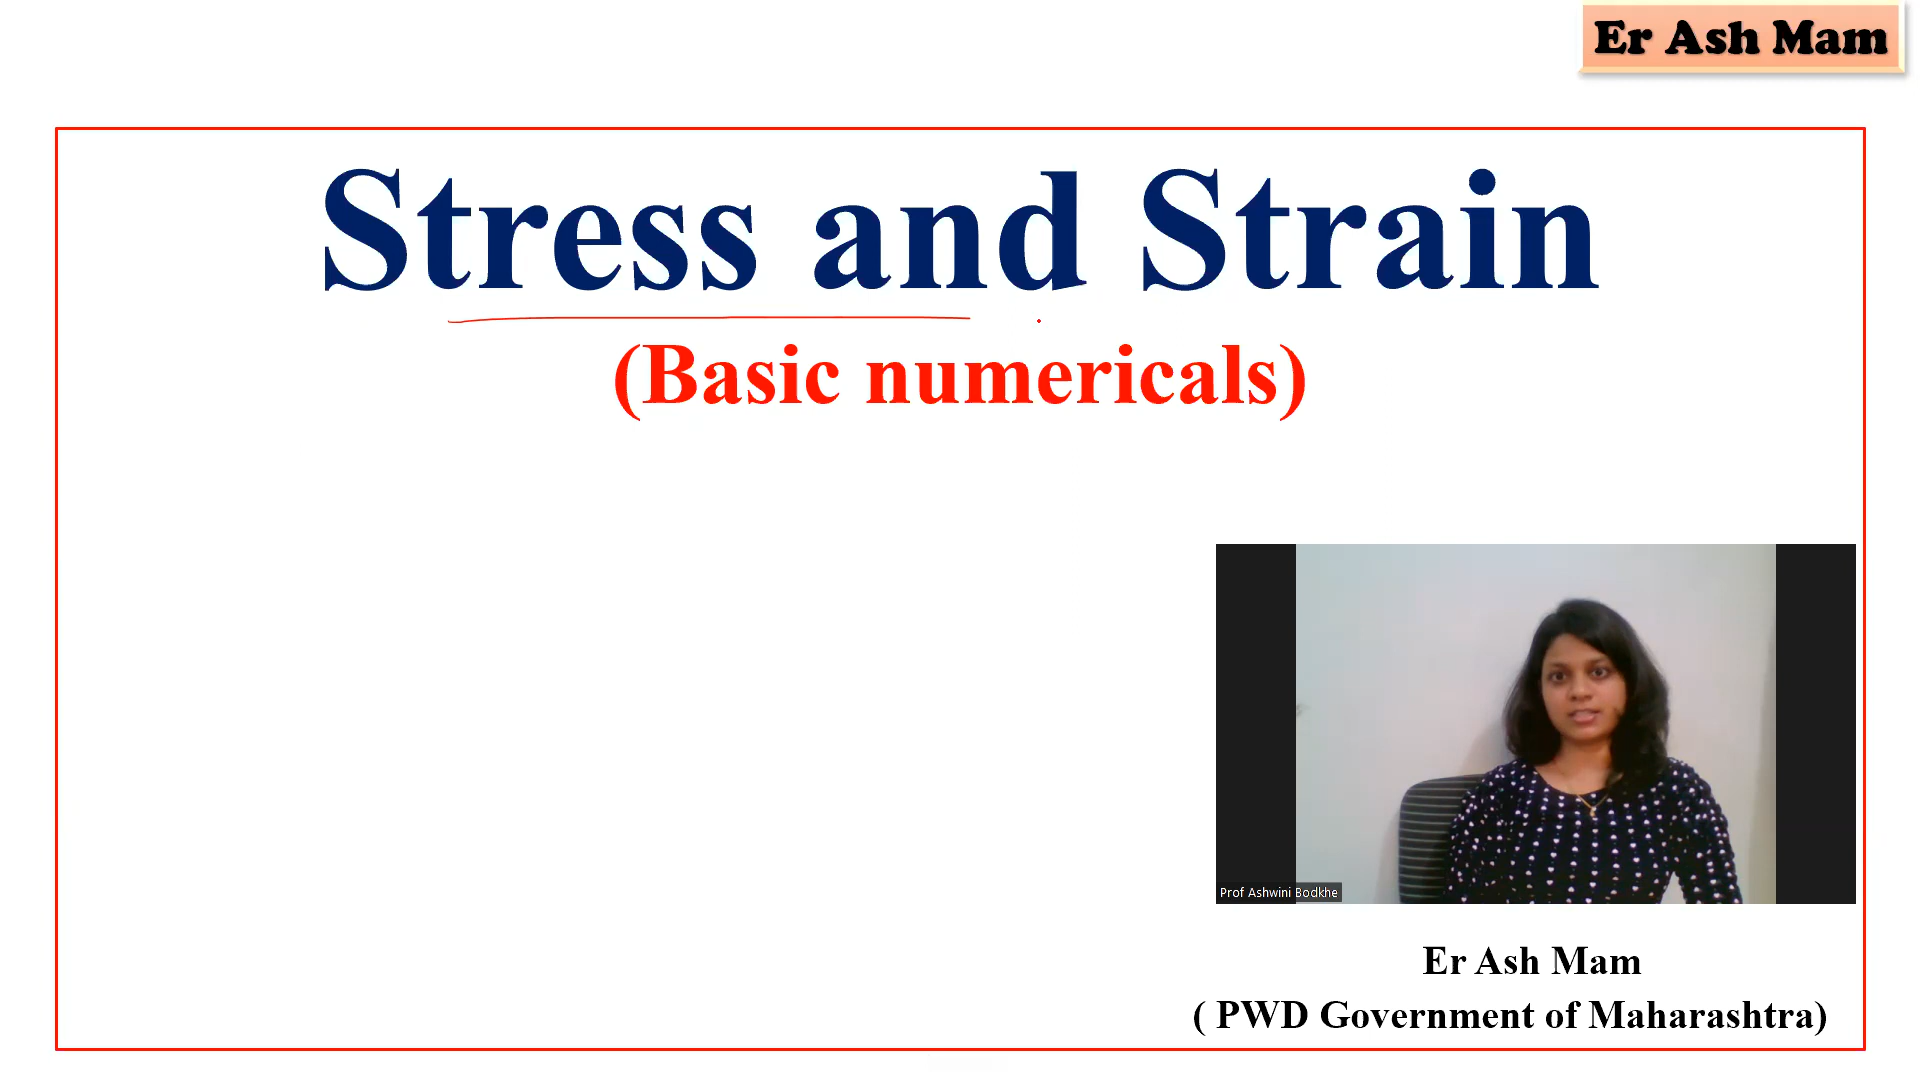 Er Ash Mam
Stress and Strain
(Basic numericals)
Prof Ashwini Bodkhe
Er Ash Mam
( PWD Government of Maharashtra)